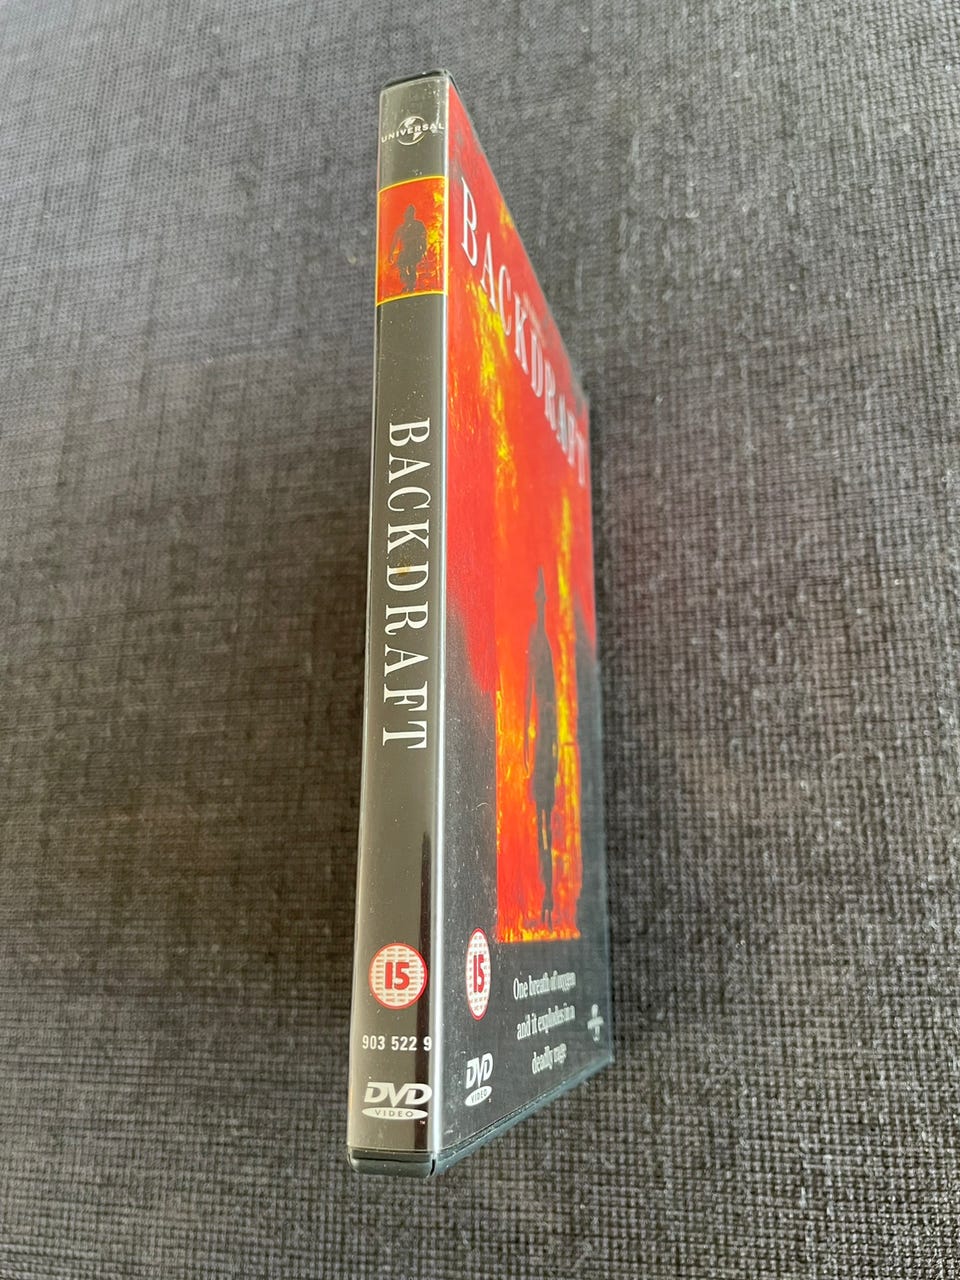 UNIVERSAL
BACKDRAFT
15
903 522 9
DVD
VIDEO
™
BACKDRAFT
15
One breath of oxygen
and it explodes in a
deadly rage
DVD
VIDEO